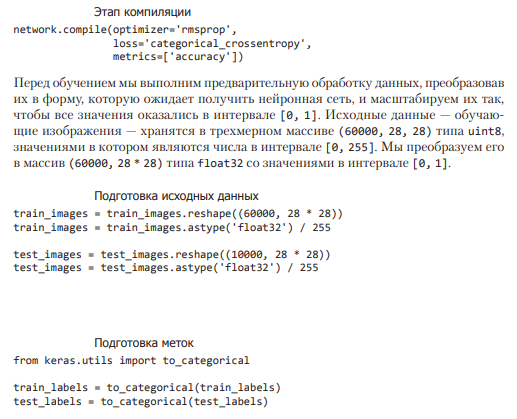 Этап компиляции
network.compile(optimizer='rmsprop',
loss='categorical_crossentropy',
metrics=['accuracy'])
Перед обучением мы выполним предварительную обработку данных, преобразовав
их в форму, которую ожидает получить нейронная сеть, и масштабируем их так,
чтобы все значения оказались в интервале [0, 1]. Исходные данные — обучаю-
щие изображения — хранятся в трехмерном массиве (60000, 28, 28) типа uint8,
значениями в котором являются числа в интервале [0, 255]. Мы преобразуем его
в массив (60000, 28 * 28) типа float32 со значениями в интервале [0, 1].
Подготовка исходных данных
train_images = train_images.reshape((60000, 28 * 28))
train_images = train_images.astype('float32') / 255
test_images = test_images.reshape((10000, 28 * 28))
test_images = test_images.astype('float32') / 255
Подготовка меток
from keras.utils import to_categorical
train_labels = to_categorical(train_labels)
test_labels = to_categorical(test_labels)